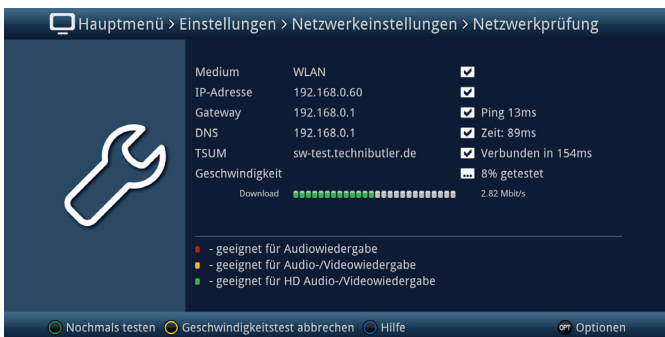 Hauptmenü > Einstellungen > Netzwerkeinstellungen > Netzwerkprüfung
Medium WLAN
IP-Adresse 192.168.0.60
Gateway 192.168.0.1 Ping 13ms
DNS 192.168.0.1 Zeit: 89ms
TSUM sw-test.technibutler.de Verbunden in 154ms
Geschwindigkeit 8% getestet
Download 2.82 Mbit/s
- geeignet für Audiowiedergabe
- geeignet für Audio-/Videowiedergabe
- geeignet für HD Audio-/Videowiedergabe
Nochmals testen Geschwindigkeitstest abbrechen Hilfe OPT Optionen